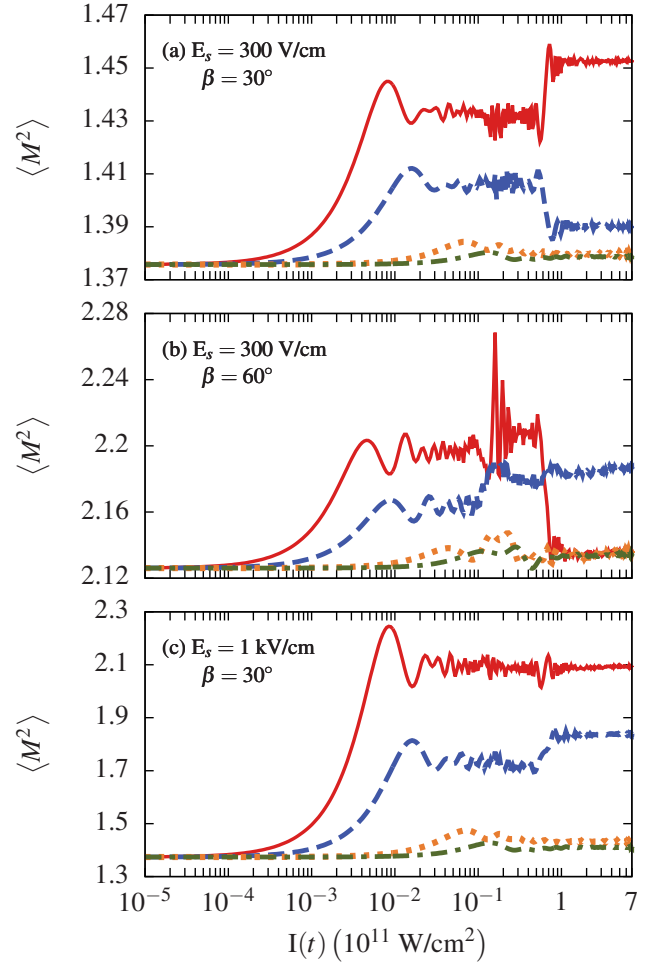 1.47
(a) E_s = 300 V/cm
β = 30°
1.45
1.43
⟨M²⟩
1.41
1.39
1.37
2.28
(b) E_s = 300 V/cm
β = 60°
2.24
2.2
⟨M²⟩
2.16
2.12
2.3
(c) E_s = 1 kV/cm
β = 30°
2.1
1.9
⟨M²⟩
1.7
1.5
1.3
10⁻⁵ 10⁻⁴ 10⁻³ 10⁻² 10⁻¹ 1 7
I(t) (10¹¹ W/cm²)